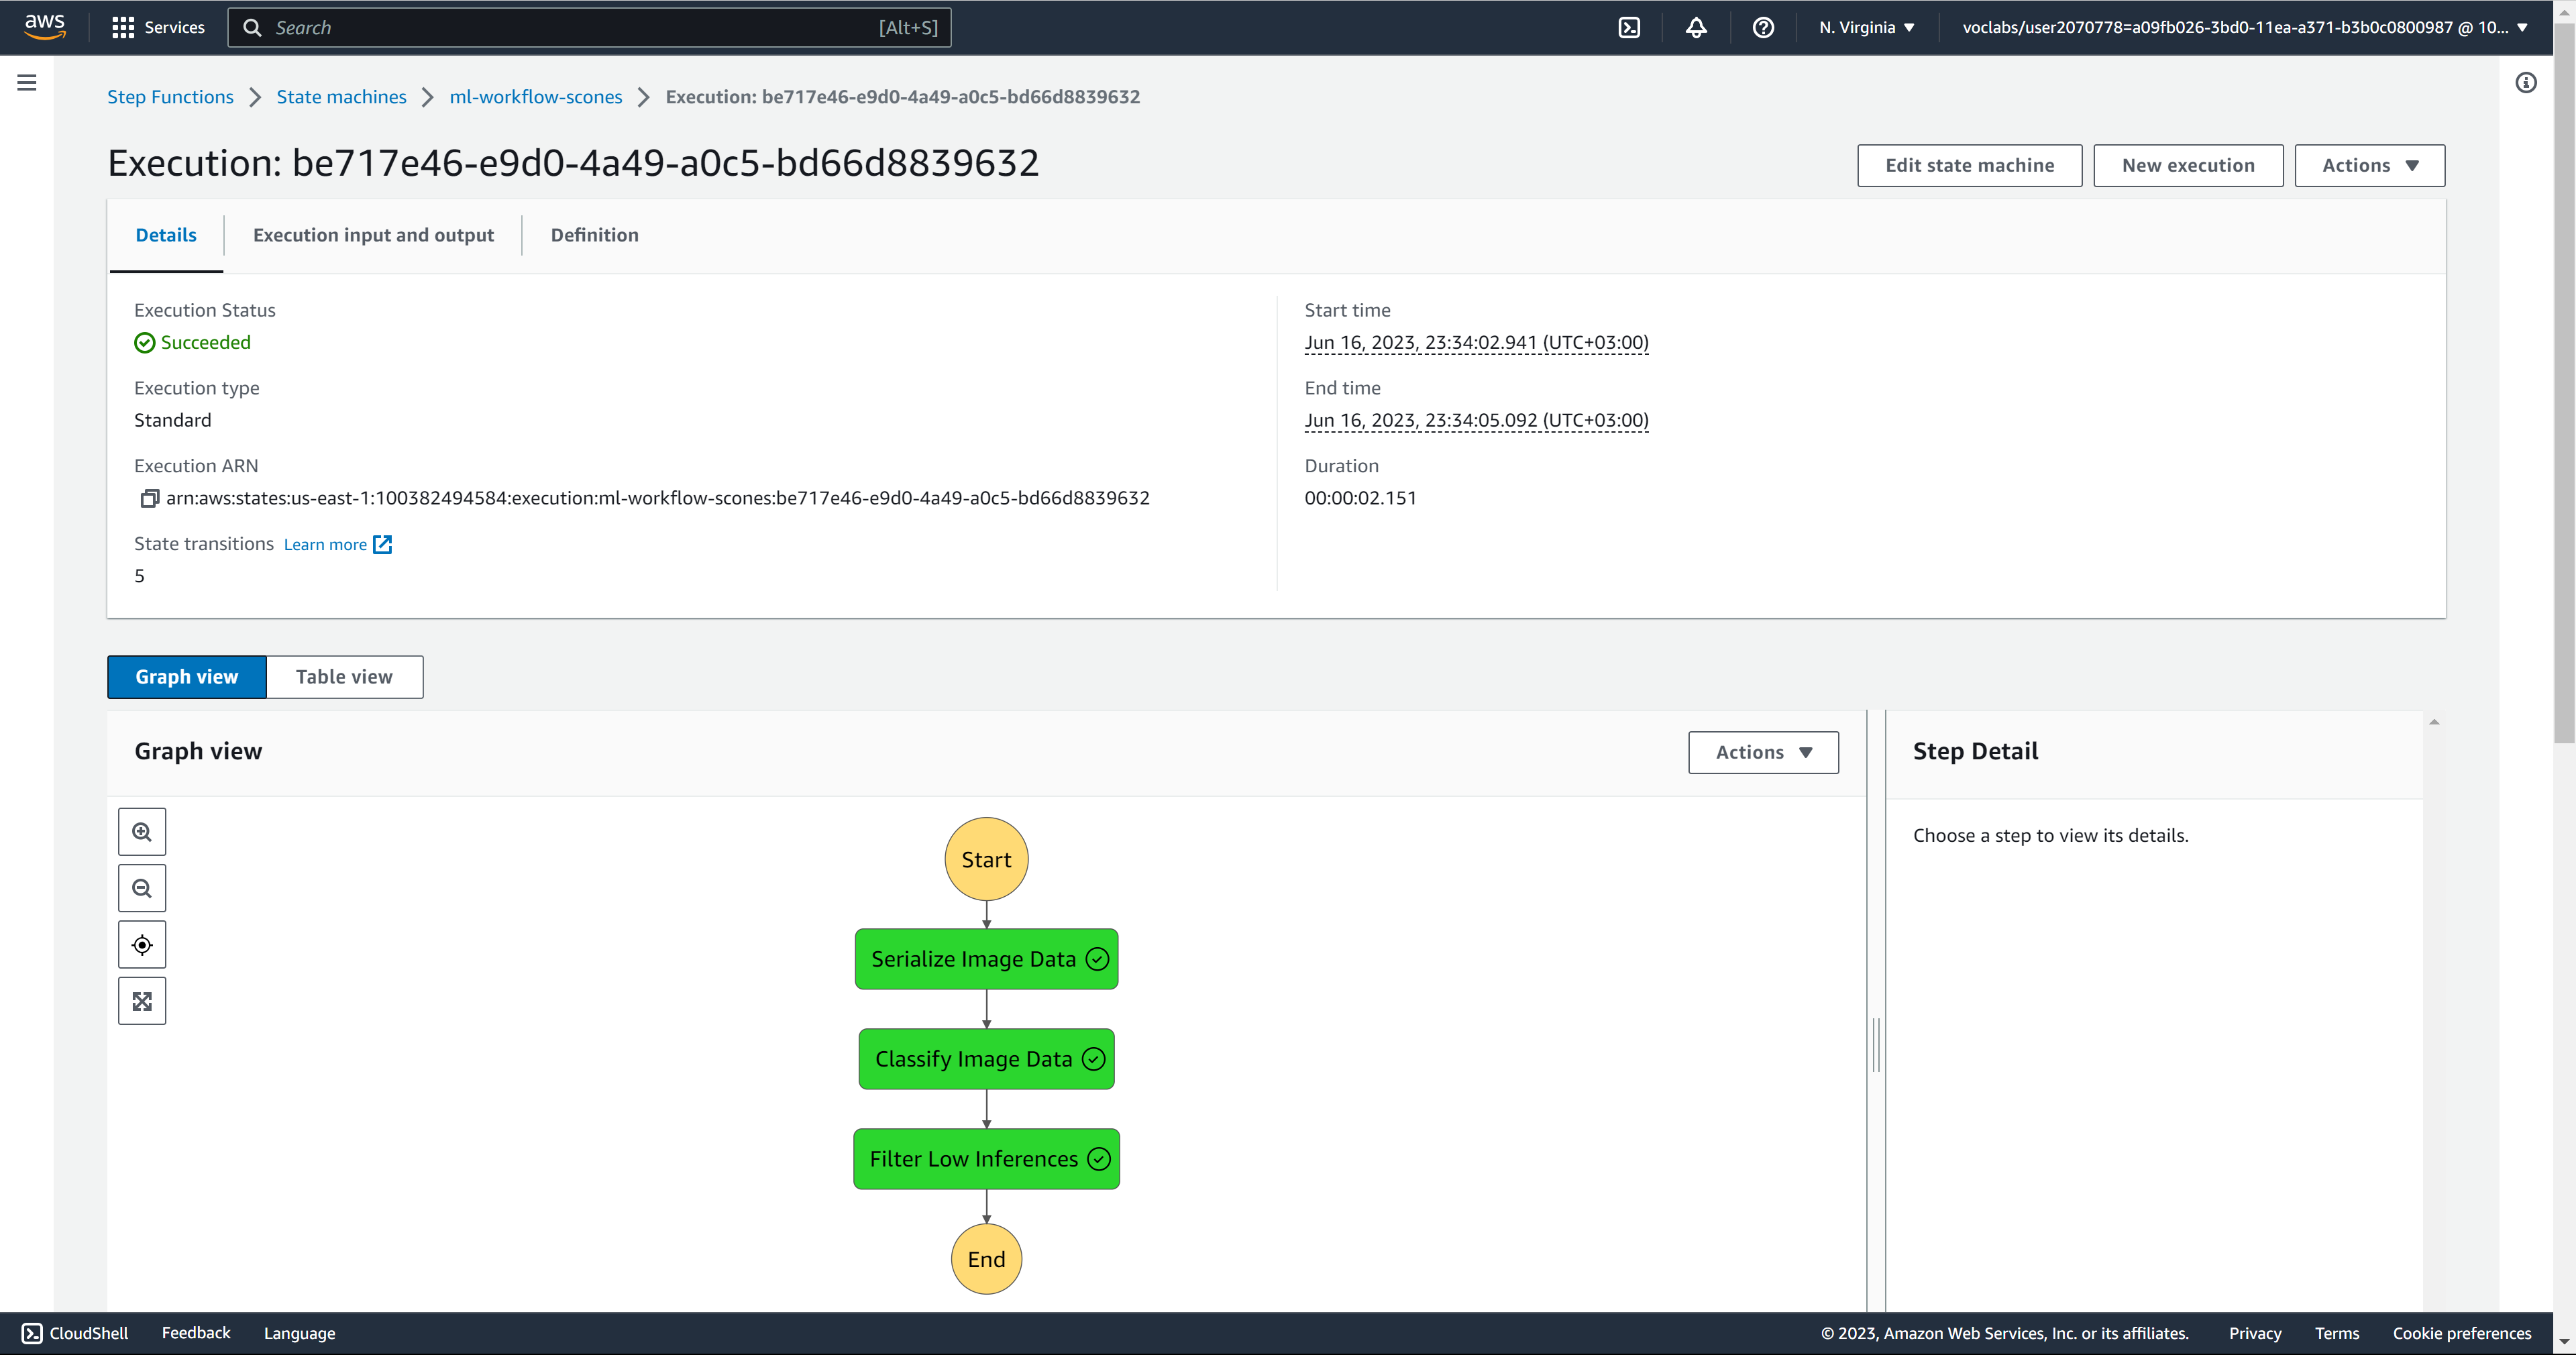 aws
Services
Search
[Alt+S]
N. Virginia
voclabs/user2070778=a09fb026-3bd0-11ea-a371-b3b0c0800987 @ 10...
Step Functions
State machines
ml-workflow-scones
Execution: be717e46-e9d0-4a49-a0c5-bd66d8839632
Execution: be717e46-e9d0-4a49-a0c5-bd66d8839632
Edit state machine
New execution
Actions
Details
Execution input and output
Definition
Execution Status
Succeeded
Execution type
Standard
Execution ARN
arn:aws:states:us-east-1:100382494584:execution:ml-workflow-scones:be717e46-e9d0-4a49-a0c5-bd66d8839632
State transitions Learn more
5
Start time
Jun 16, 2023, 23:34:02.941 (UTC+03:00)
End time
Jun 16, 2023, 23:34:05.092 (UTC+03:00)
Duration
00:00:02.151
Graph view
Table view
Graph view
Actions
Start
Serialize Image Data
Classify Image Data
Filter Low Inferences
End
Step Detail
Choose a step to view its details.
CloudShell
Feedback
Language
© 2023, Amazon Web Services, Inc. or its affiliates.
Privacy
Terms
Cookie preferences